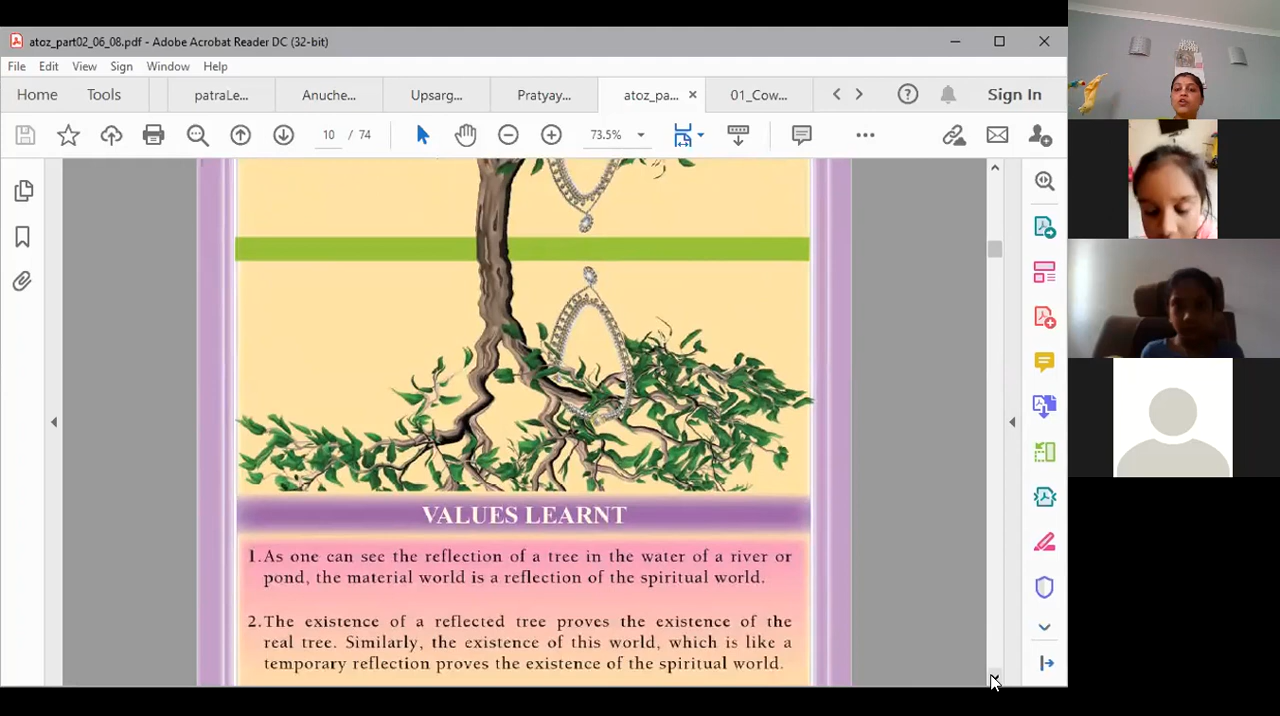 atoz_part02_06_08.pdf - Adobe Acrobat Reader DC (32-bit)
File Edit View Sign Window Help
Home Tools patraLe... Anuche... Upsarg... Pratyay... atoz_pa... 01_Cow... Sign In
10 / 74 73.5%
VALUES LEARNT
1. As one can see the reflection of a tree in the water of a river or
pond, the material world is a reflection of the spiritual world.
2. The existence of a reflected tree proves the existence of the
real tree. Similarly, the existence of this world, which is like a
temporary reflection proves the existence of the spiritual world.